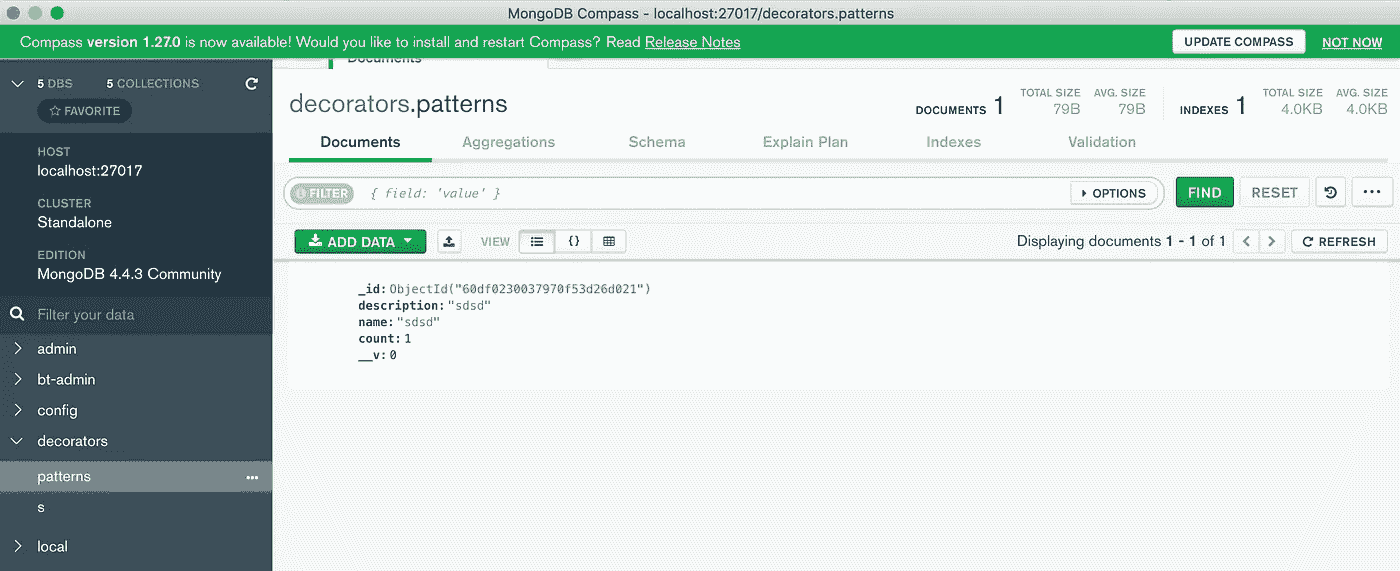 MongoDB Compass - localhost:27017/decorators.patterns
Compass version 1.27.0 is now available! Would you like to install and restart Compass? Read Release Notes
UPDATE COMPASS
NOT NOW
5 DBS
5 COLLECTIONS
FAVORITE
HOST
localhost:27017
CLUSTER
Standalone
EDITION
MongoDB 4.4.3 Community
Filter your data
admin
bt-admin
config
decorators
patterns
s
local
Documents
decorators.patterns
DOCUMENTS 1
TOTAL SIZE
79B
AVG. SIZE
79B
INDEXES 1
TOTAL SIZE
4.0KB
AVG. SIZE
4.0KB
Documents
Aggregations
Schema
Explain Plan
Indexes
Validation
FILTER
{ field: 'value' }
OPTIONS
FIND
RESET
ADD DATA
VIEW
{}
Displaying documents 1 - 1 of 1
REFRESH
_id: ObjectId("60df0230037970f53d26d021")
description: "sdsd"
name: "sdsd"
count: 1
__v: 0